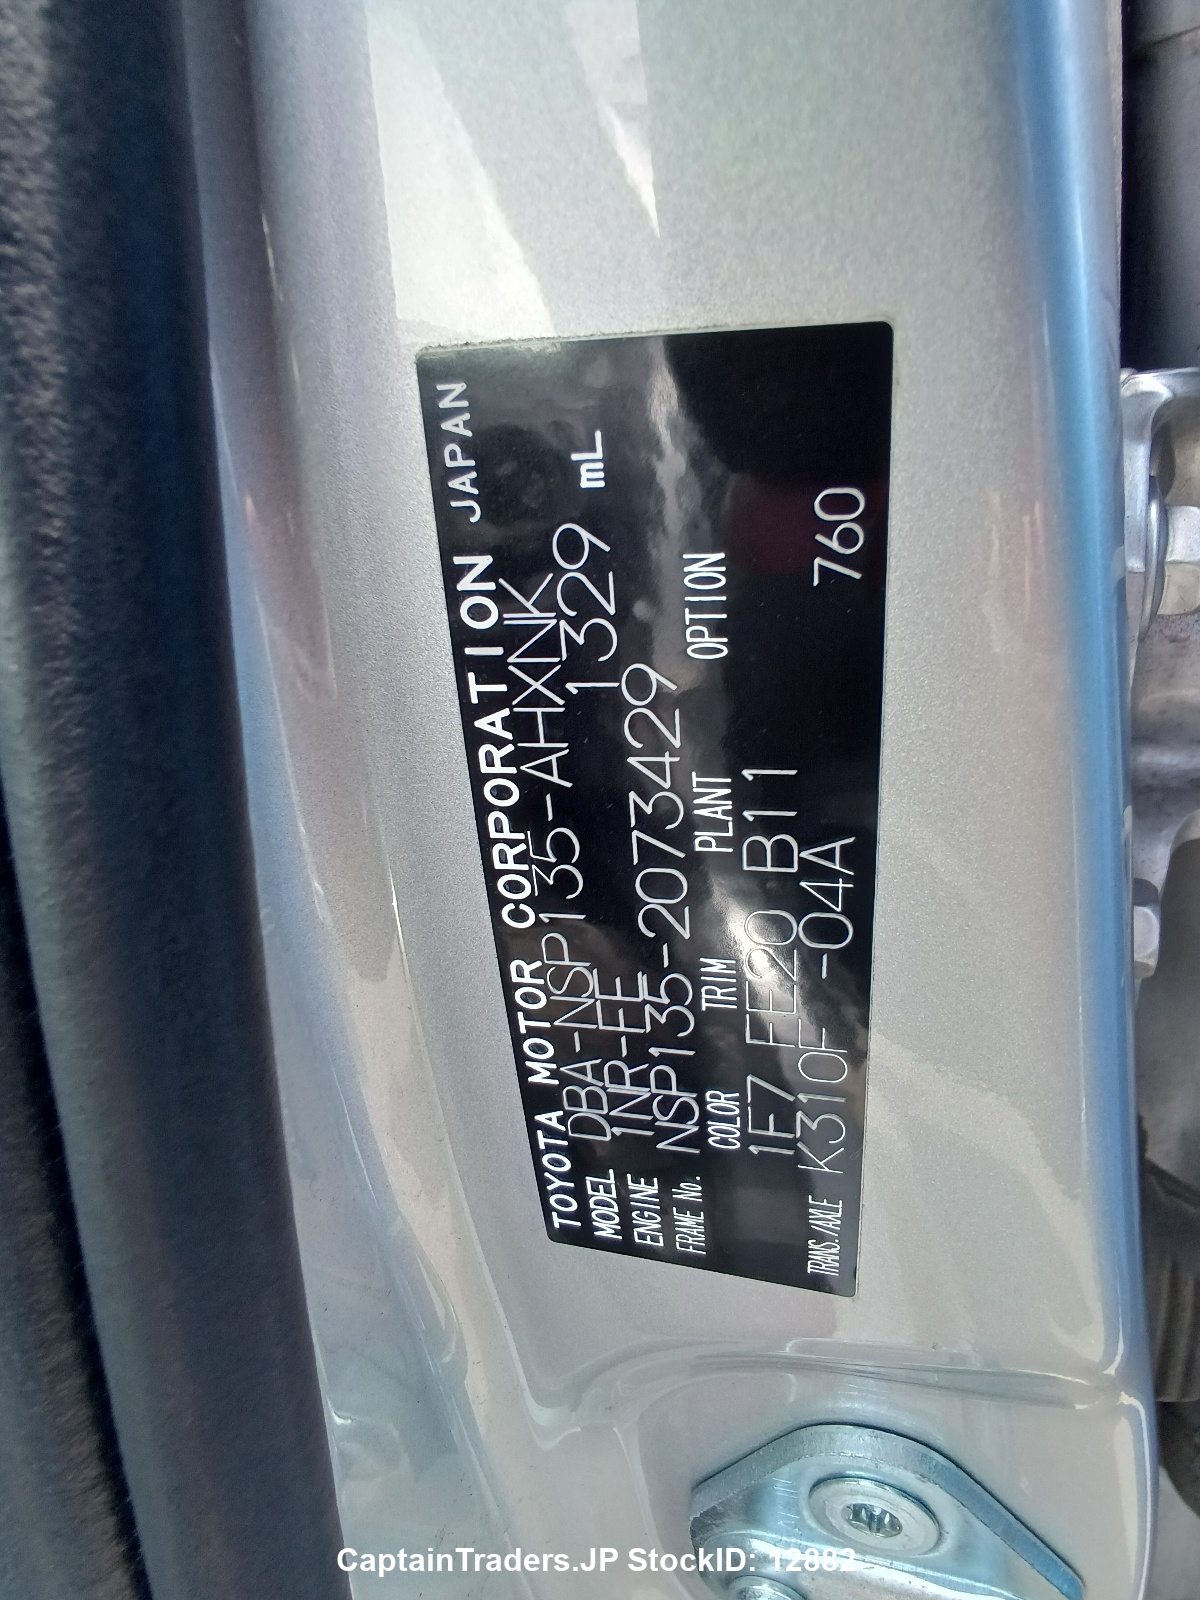 TOYOTA MOTOR CORPORATION JAPAN
MODEL DBA-NSP135-AHXNK
ENGINE 1NR-FE 1329 mL
FRAME No. NSP135-2073429
COLOR TRIM PLANT OPTION
1F7 FE20 B11
TRANS./AXLE K310F -04A 760
CaptainTraders.JP StockID: 12882